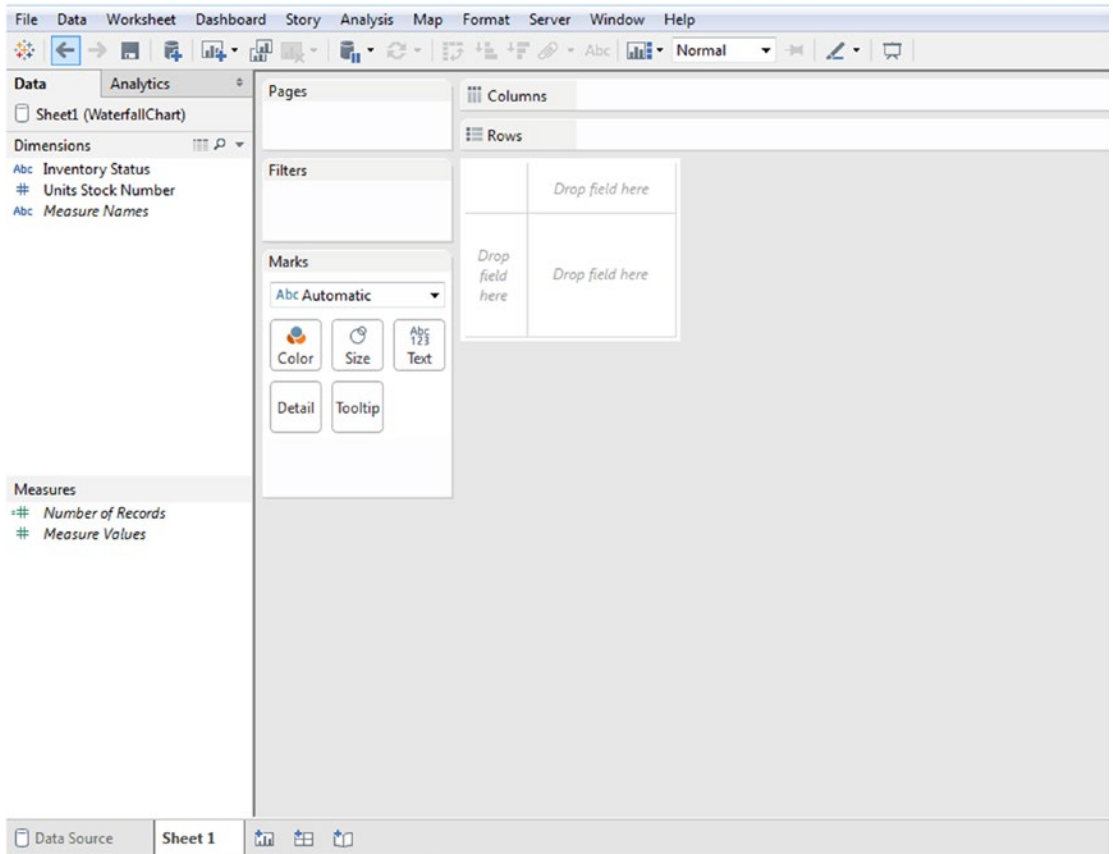 File Data Worksheet Dashboard Story Analysis Map Format Server Window Help
Abc Normal
Data Analytics
Sheet1 (WaterfallChart)
Dimensions
Abc Inventory Status
# Units Stock Number
Abc Measure Names
Measures
=# Number of Records
# Measure Values
Pages
Filters
Marks
Abc Automatic
Color Size Abc 123 Text
Detail Tooltip
Columns
Rows
Drop field here
Drop
field
here
Drop field here
Data Source Sheet 1